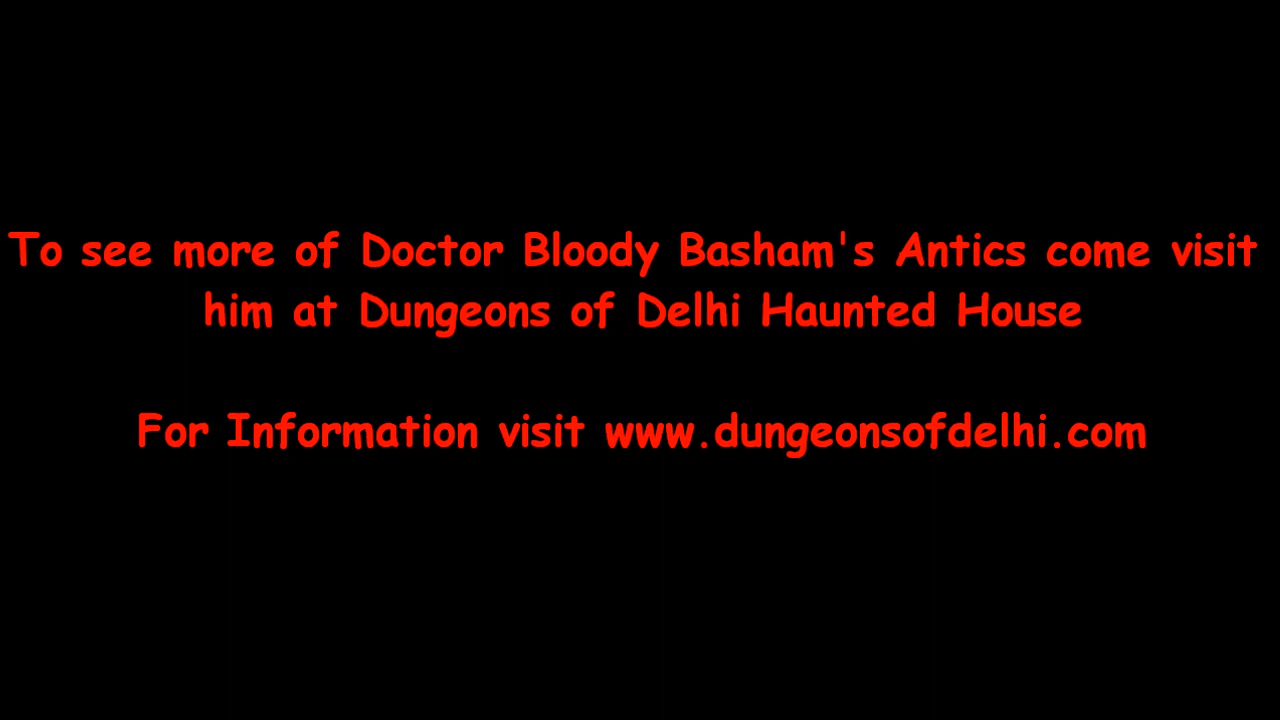 To see more of Doctor Bloody Basham's Antics come visit
him at Dungeons of Delhi Haunted House
For Information visit www.dungeonsofdelhi.com